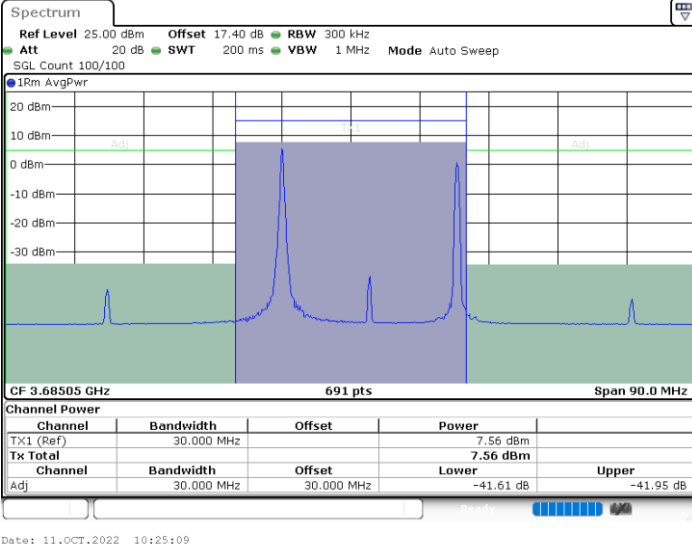 Spectrum
Ref Level 25.00 dBm Offset 17.40 dB RBW 300 kHz
Att 20 dB SWT 200 ms VBW 1 MHz Mode Auto Sweep
SGL Count 100/100
1Rm AvgPwr
20 dBm
TX1
10 dBm
Adj Adj
0 dBm
-10 dBm
-20 dBm
-30 dBm
CF 3.68505 GHz 691 pts Span 90.0 MHz
Channel Power
Channel Bandwidth Offset Power
TX1 (Ref) 30.000 MHz 7.56 dBm
Tx Total 7.56 dBm
Channel Bandwidth Offset Lower Upper
Adj 30.000 MHz 30.000 MHz -41.61 dB -41.95 dB
Ready
Date: 11.OCT.2022 10:25:09